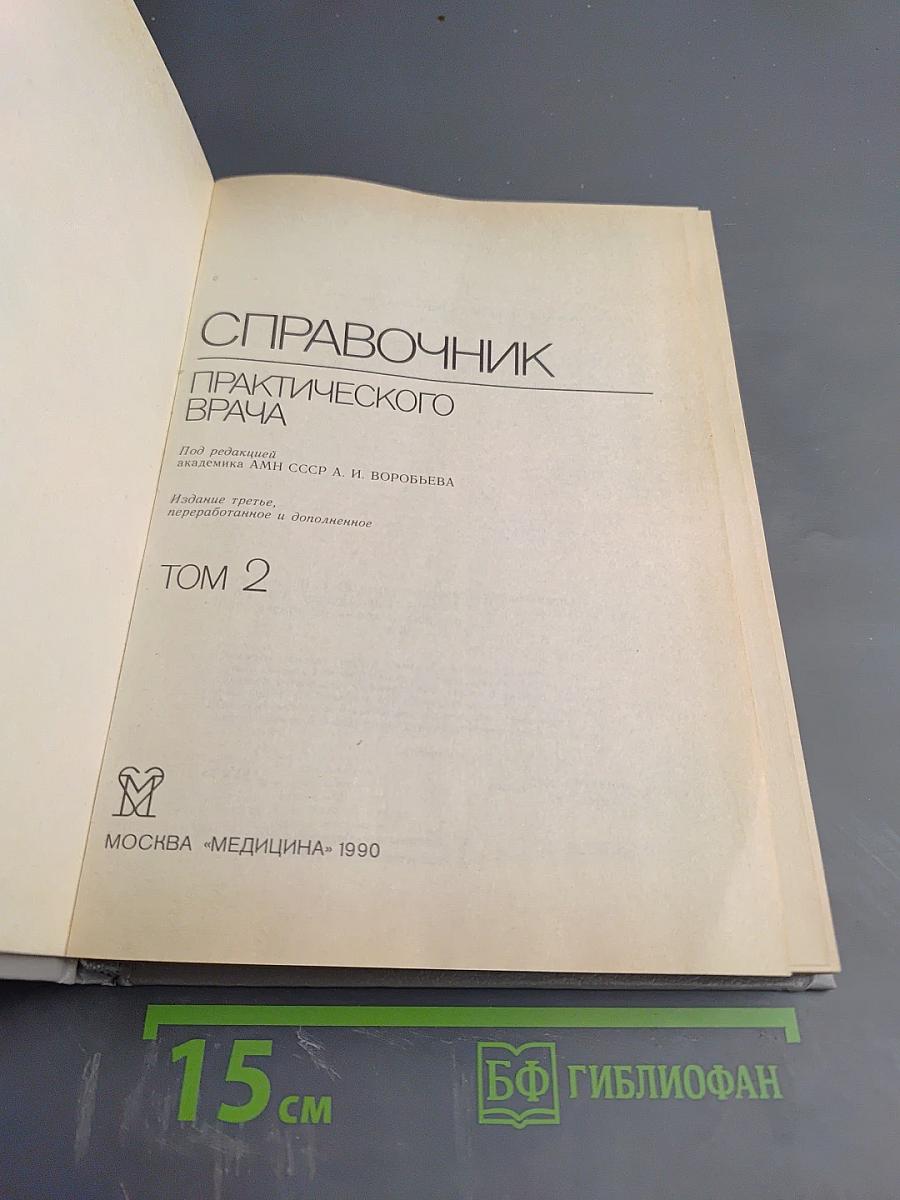 СПРАВОЧНИК
ПРАКТИЧЕСКОГО
ВРАЧА
Под редакцией
академика АМН СССР А. И. ВОРОБЬЕВА
Издание третье,
переработанное и дополненное
ТОМ 2
МОСКВА «МЕДИЦИНА» 1990
15 см
БФ ГИБЛИОФАН